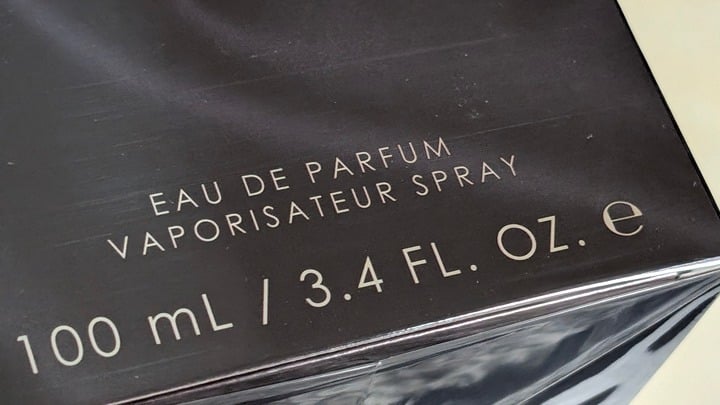 EAU DE PARFUM
VAPORISATEUR SPRAY
100 mL / 3.4 FL. OZ. ℮